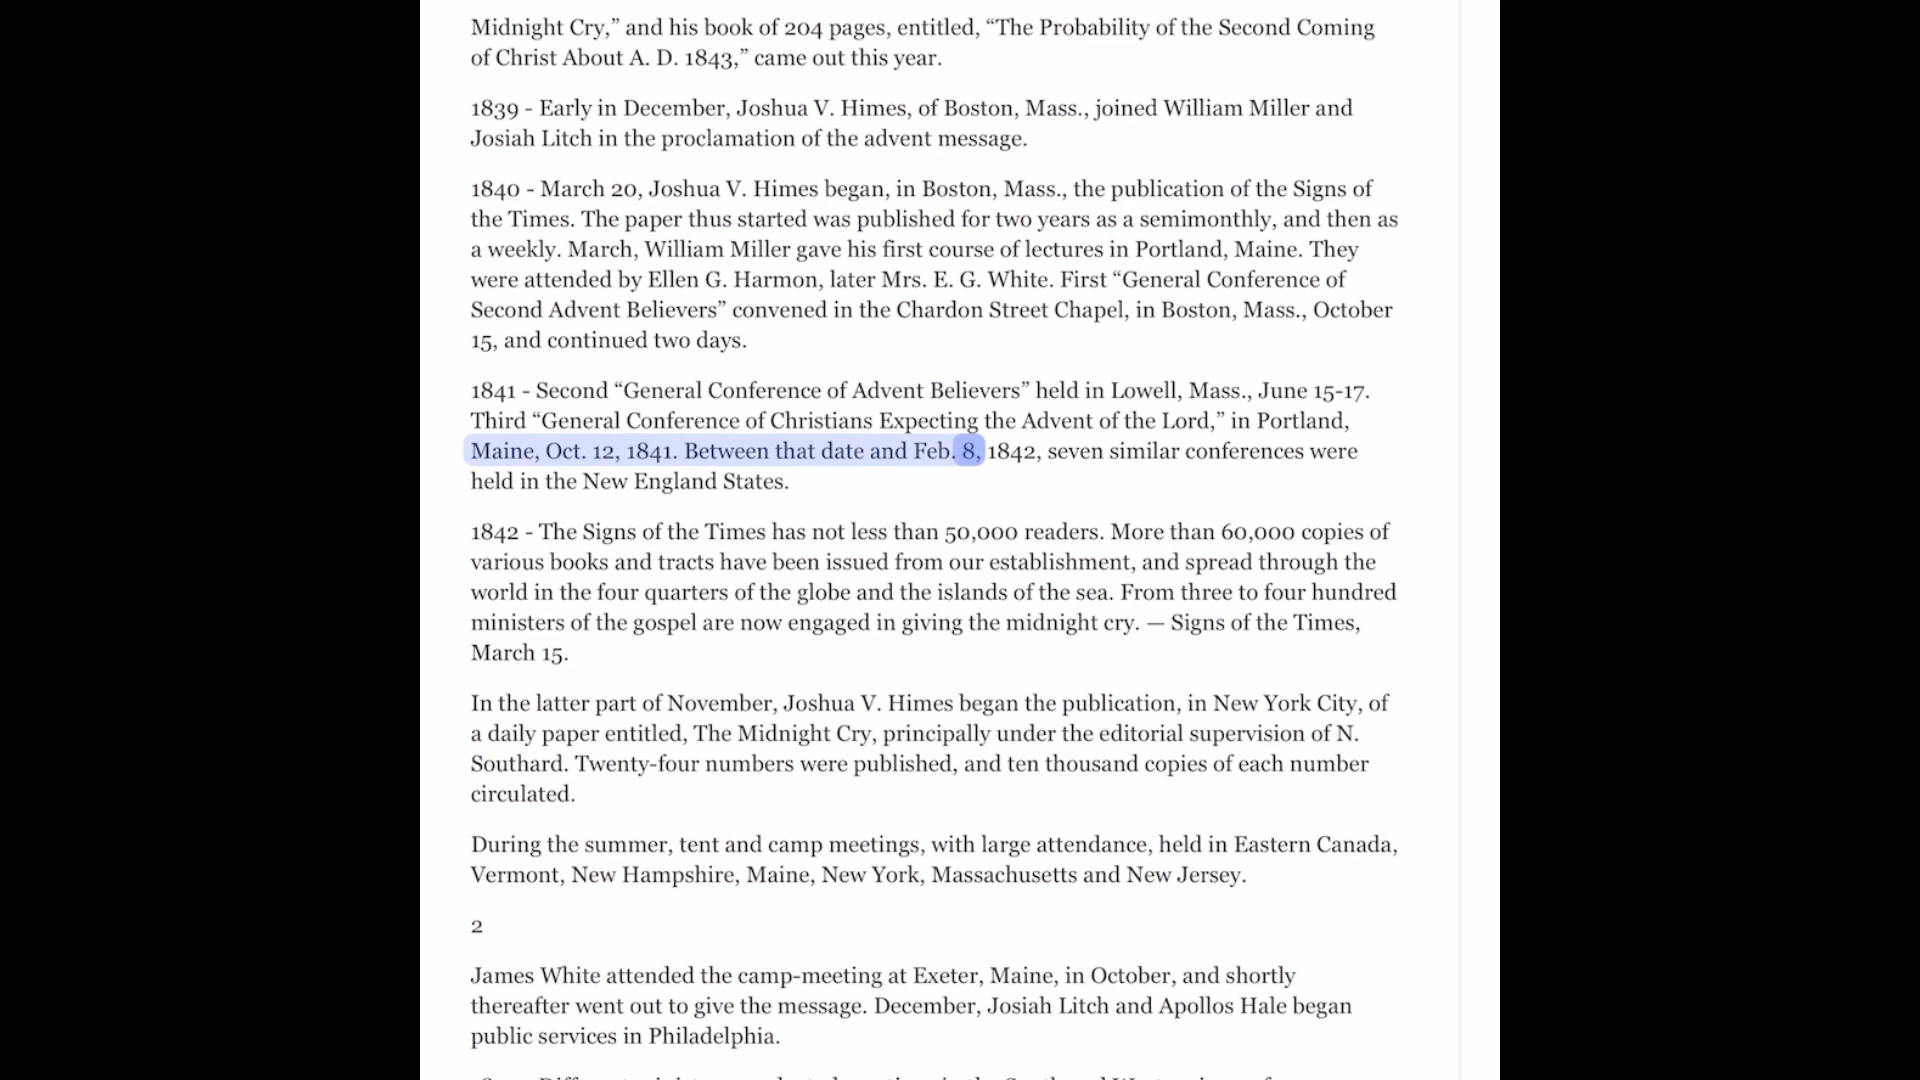 Midnight Cry,” and his book of 204 pages, entitled, “The Probability of the Second Coming
of Christ About A. D. 1843,” came out this year.
1839 - Early in December, Joshua V. Himes, of Boston, Mass., joined William Miller and
Josiah Litch in the proclamation of the advent message.
1840 - March 20, Joshua V. Himes began, in Boston, Mass., the publication of the Signs of
the Times. The paper thus started was published for two years as a semimonthly, and then as
a weekly. March, William Miller gave his first course of lectures in Portland, Maine. They
were attended by Ellen G. Harmon, later Mrs. E. G. White. First “General Conference of
Second Advent Believers” convened in the Chardon Street Chapel, in Boston, Mass., October
15, and continued two days.
1841 - Second “General Conference of Advent Believers” held in Lowell, Mass., June 15-17.
Third “General Conference of Christians Expecting the Advent of the Lord,” in Portland,
Maine, Oct. 12, 1841. Between that date and Feb. 8, 1842, seven similar conferences were
held in the New England States.
1842 - The Signs of the Times has not less than 50,000 readers. More than 60,000 copies of
various books and tracts have been issued from our establishment, and spread through the
world in the four quarters of the globe and the islands of the sea. From three to four hundred
ministers of the gospel are now engaged in giving the midnight cry. — Signs of the Times,
March 15.
In the latter part of November, Joshua V. Himes began the publication, in New York City, of
a daily paper entitled, The Midnight Cry, principally under the editorial supervision of N.
Southard. Twenty-four numbers were published, and ten thousand copies of each number
circulated.
During the summer, tent and camp meetings, with large attendance, held in Eastern Canada,
Vermont, New Hampshire, Maine, New York, Massachusetts and New Jersey.
2
James White attended the camp-meeting at Exeter, Maine, in October, and shortly
thereafter went out to give the message. December, Josiah Litch and Apollos Hale began
public services in Philadelphia.